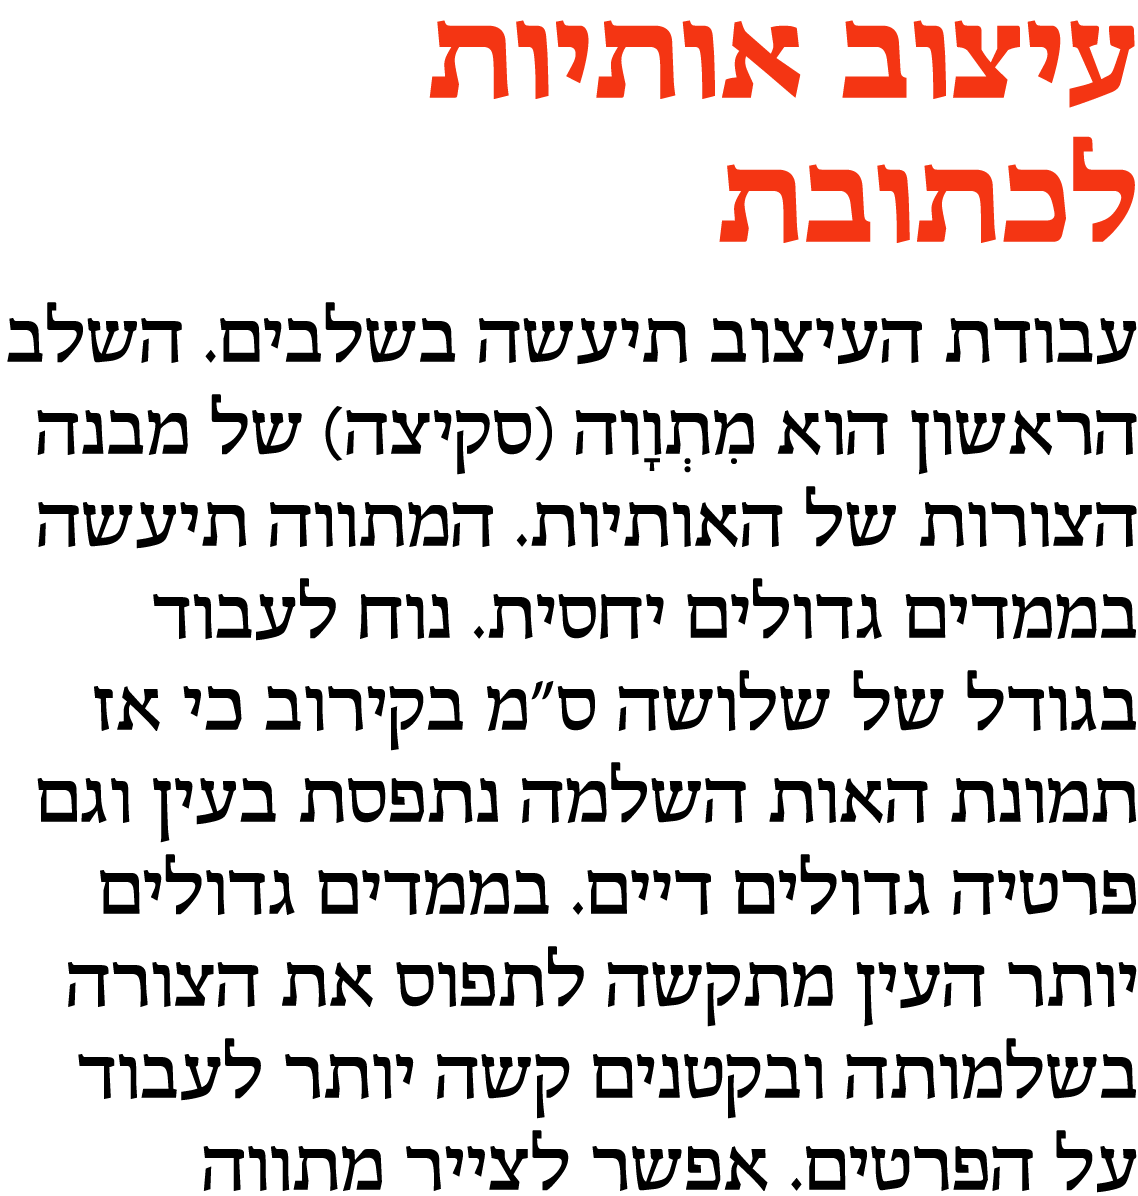 עיצוב אותיות
לכתובת
עבודת העיצוב תיעשה בשלבים. השלב
הראשון הוא מִתְוָוה (סקיצה) של מבנה
הצורות של האותיות. המתווה תיעשה
בממדים גדולים יחסית. נוח לעבוד
בגודל של שלושה ס״מ בקירוב כי אז
תמונת האות השלמה נתפסת בעין וגם
פרטיה גדולים דיים. בממדים גדולים
יותר העין מתקשה לתפוס את הצורה
בשלמותה ובקטנים קשה יותר לעבוד
על הפרטים. אפשר לצייר מתווה